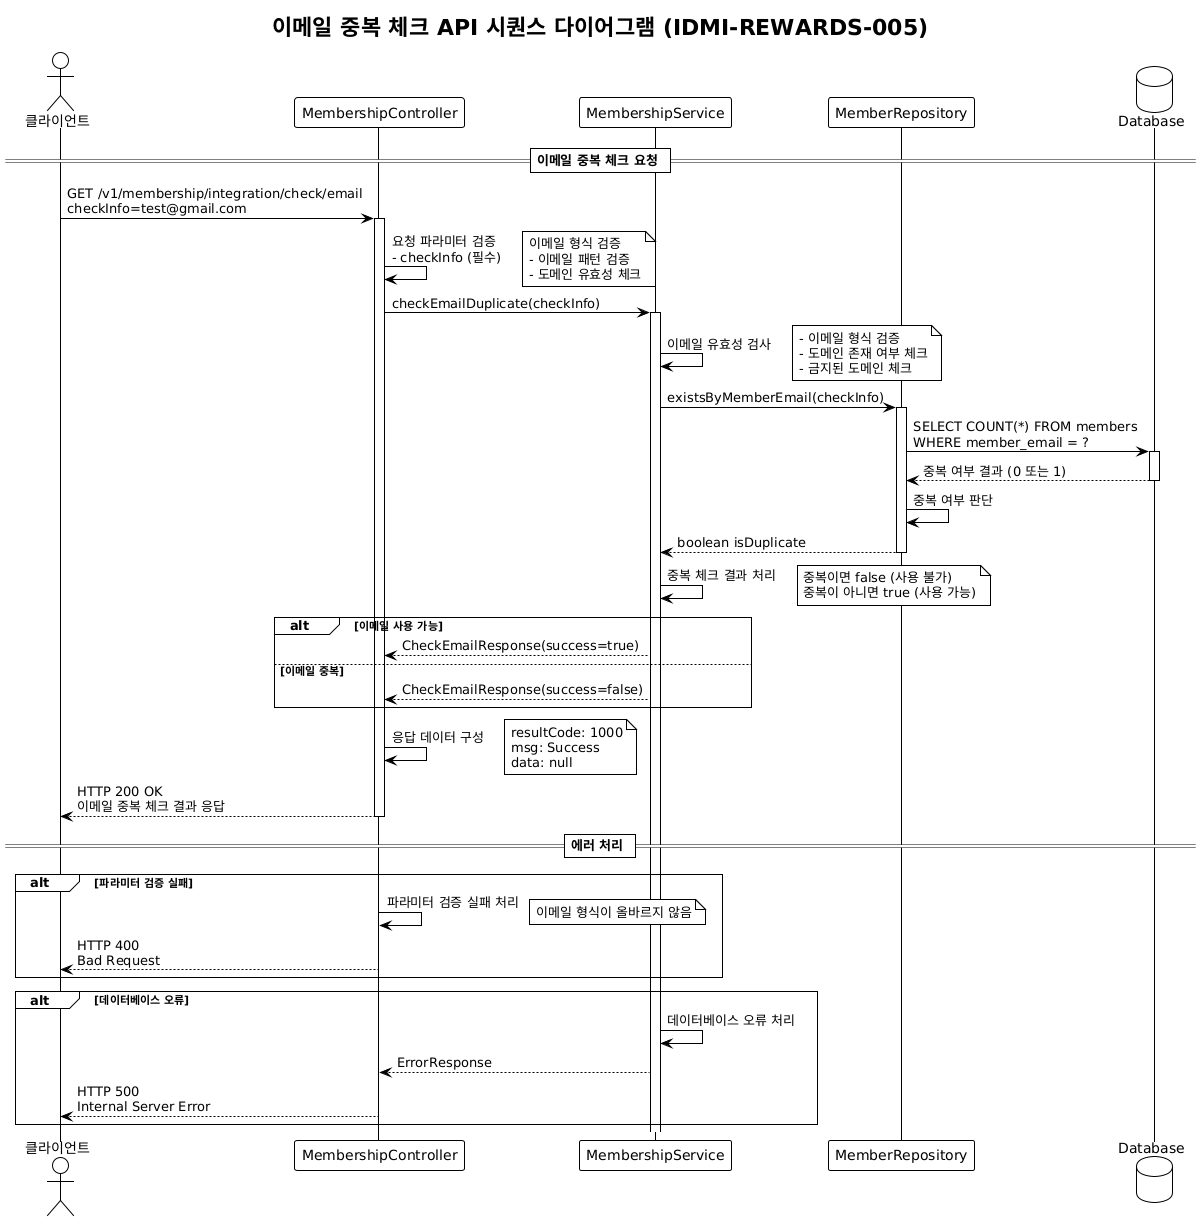 이메일 중복 체크 API 시퀀스 다이어그램 (IDMI-REWARDS-005)
클라이언트
MembershipController
MembershipService
MemberRepository
Database
이메일 중복 체크 요청
GET /v1/membership/integration/check/email
checkInfo=test@gmail.com
요청 파라미터 검증
- checkInfo (필수)
이메일 형식 검증
- 이메일 패턴 검증
- 도메인 유효성 체크
checkEmailDuplicate(checkInfo)
이메일 유효성 검사
- 이메일 형식 검증
- 도메인 존재 여부 체크
- 금지된 도메인 체크
existsByMemberEmail(checkInfo)
SELECT COUNT(*) FROM members
WHERE member_email = ?
중복 여부 결과 (0 또는 1)
중복 여부 판단
boolean isDuplicate
중복 체크 결과 처리
중복이면 false (사용 불가)
중복이 아니면 true (사용 가능)
alt
[이메일 사용 가능]
CheckEmailResponse(success=true)
[이메일 중복]
CheckEmailResponse(success=false)
응답 데이터 구성
resultCode: 1000
msg: Success
data: null
HTTP 200 OK
이메일 중복 체크 결과 응답
에러 처리
alt
[파라미터 검증 실패]
파라미터 검증 실패 처리
이메일 형식이 올바르지 않음
HTTP 400
Bad Request
alt
[데이터베이스 오류]
데이터베이스 오류 처리
ErrorResponse
HTTP 500
Internal Server Error
클라이언트
MembershipController
MembershipService
MemberRepository
Database